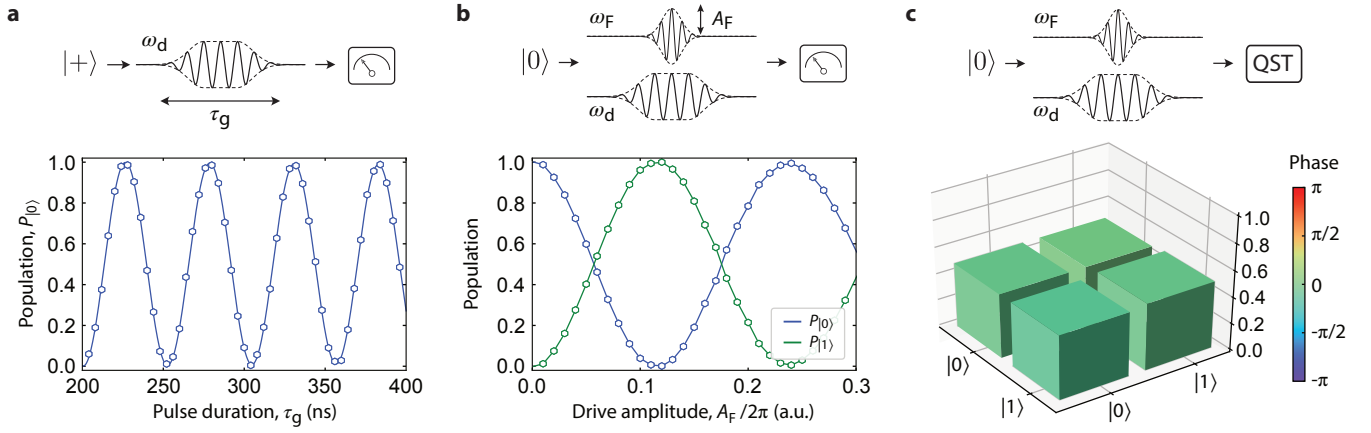 a
|+⟩
ω_d
τ_g
1.0
0.8
0.6
0.4
0.2
0.0
Population, P|0⟩
200
250
300
350
400
Pulse duration, τ_g (ns)
b
ω_F
A_F
|0⟩
ω_d
1.0
0.8
0.6
0.4
0.2
0.0
Population
P|0⟩
P|1⟩
0.0
0.1
0.2
0.3
Drive amplitude, A_F/2π (a.u.)
c
ω_F
|0⟩
QST
ω_d
1.0
0.8
0.6
0.4
0.2
0.0
|0⟩
|1⟩
|0⟩
|1⟩
Phase
π
π/2
0
-π/2
-π